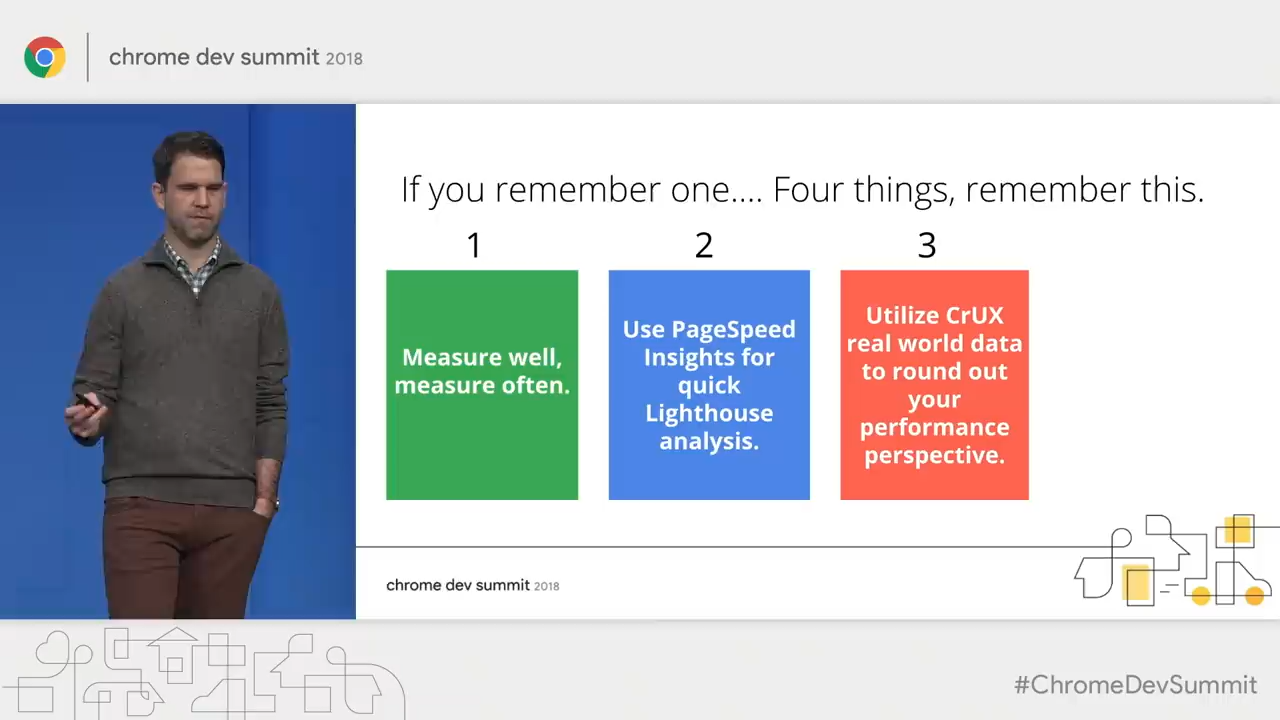 chrome dev summit 2018
If you remember one.... Four things, remember this.
1
Measure well,
measure often.
2
Use PageSpeed
Insights for
quick
Lighthouse
analysis.
3
Utilize CrUX
real world data
to round out
your
performance
perspective.
chrome dev summit 2018
#ChromeDevSummit